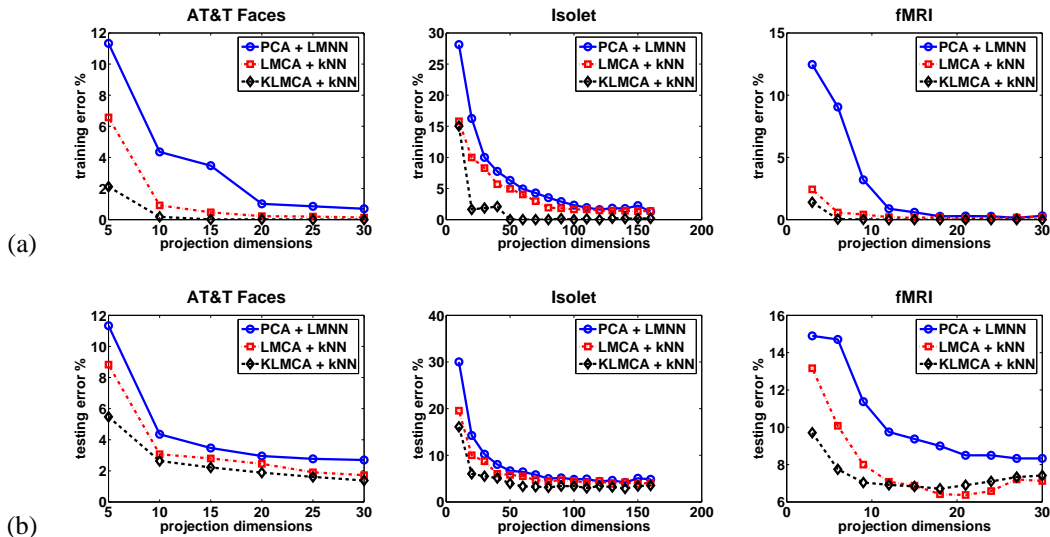 (a)
AT&T Faces
training error %
12
10
8
6
4
2
0
5 10 15 20 25 30
projection dimensions
PCA + LMNN
LMCA + kNN
KLMCA + kNN
Isolet
training error %
30
25
20
15
10
5
0
0 50 100 150 200
projection dimensions
PCA + LMNN
LMCA + kNN
KLMCA + kNN
fMRI
training error %
15
10
5
0
0 10 20 30
projection dimensions
PCA + LMNN
LMCA + kNN
KLMCA + kNN
(b)
AT&T Faces
testing error %
12
10
8
6
4
2
0
5 10 15 20 25 30
projection dimensions
PCA + LMNN
LMCA + kNN
KLMCA + kNN
Isolet
testing error %
40
30
20
10
0
0 50 100 150 200
projection dimensions
PCA + LMNN
LMCA + kNN
KLMCA + kNN
fMRI
testing error %
16
14
12
10
8
6
0 10 20 30
projection dimensions
PCA + LMNN
LMCA + kNN
KLMCA + kNN